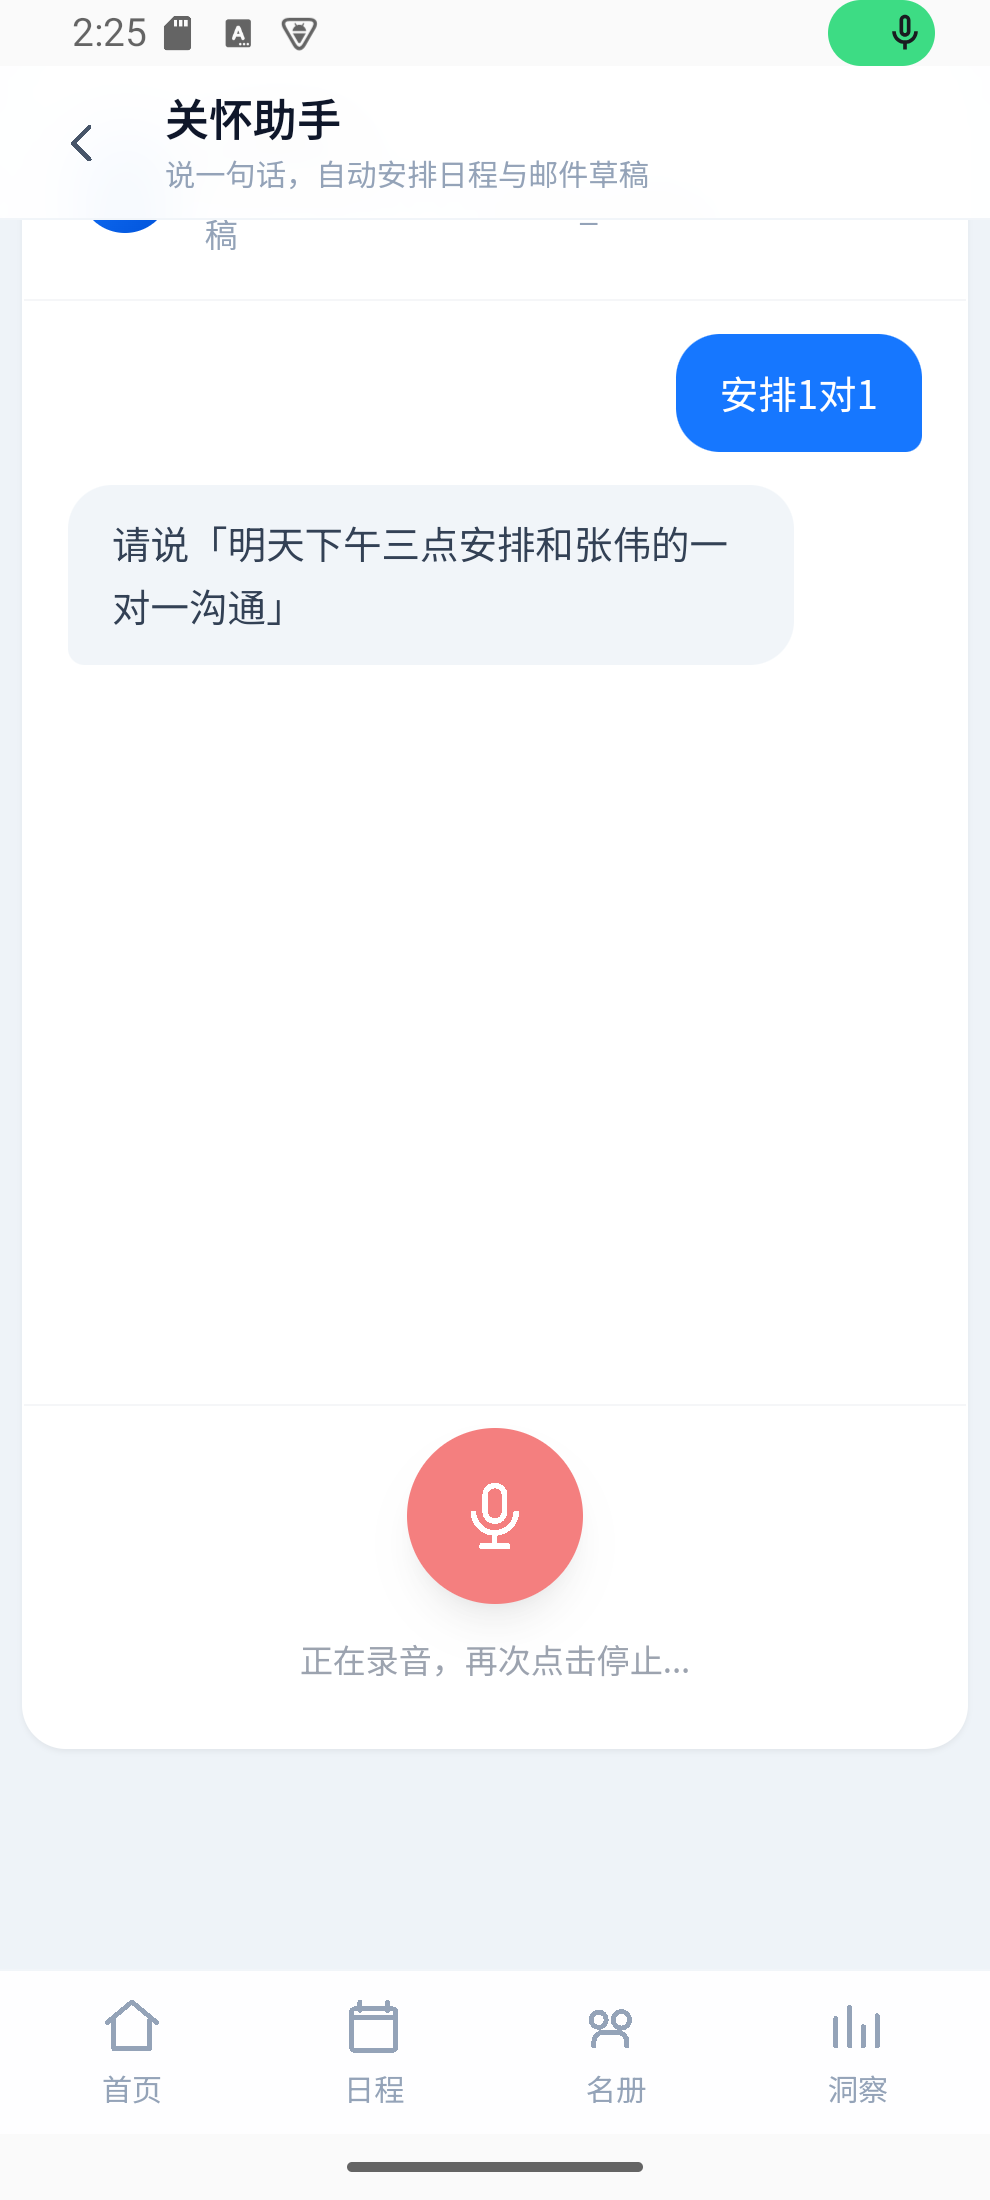 2:25
关怀助手
说一句话，自动安排日程与邮件草稿
稿
安排1对1
请说「明天下午三点安排和张伟的一
对一沟通」
正在录音，再次点击停止...
首页
日程
名册
洞察